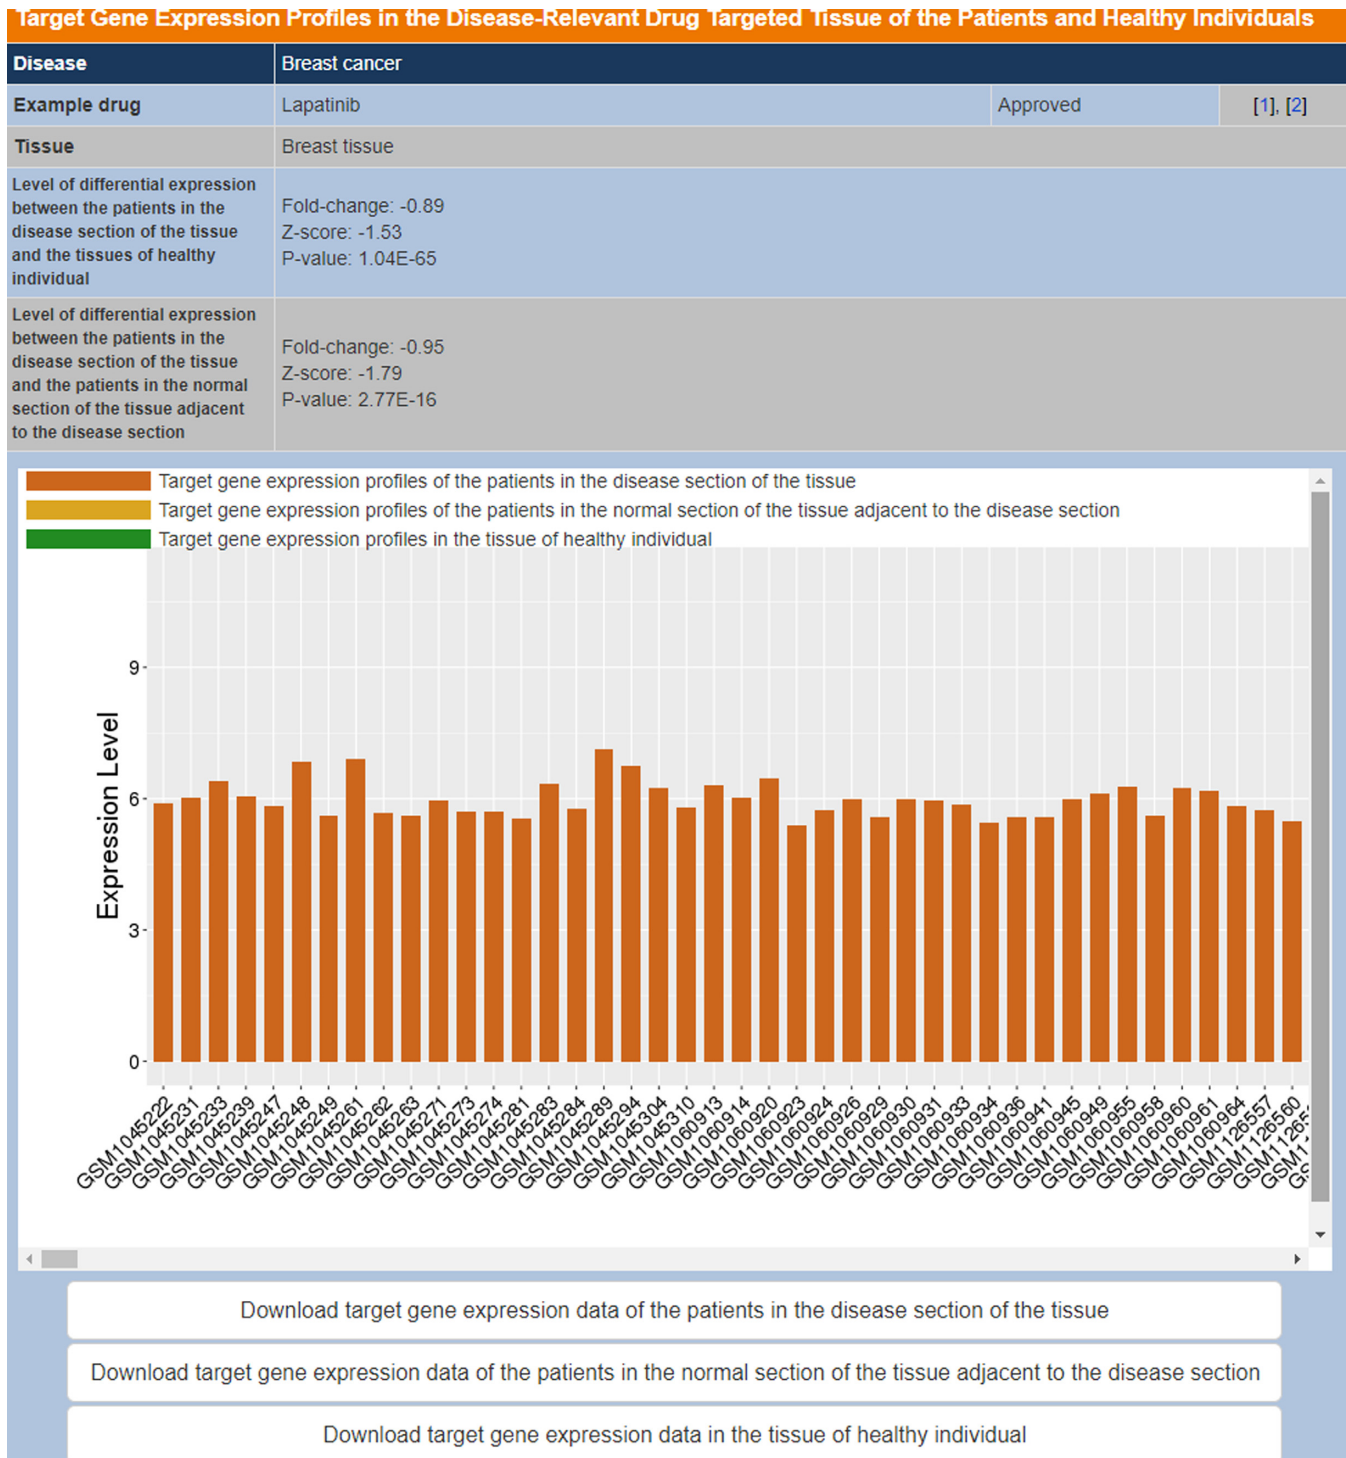 Target Gene Expression Profiles in the Disease-Relevant Drug Targeted Tissue of the Patients and Healthy Individuals
Disease Breast cancer
Example drug Lapatinib Approved [1], [2]
Tissue Breast tissue
Level of differential expression
between the patients in the
disease section of the tissue
and the tissues of healthy
individual
Fold-change: -0.89
Z-score: -1.53
P-value: 1.04E-65
Level of differential expression
between the patients in the
disease section of the tissue
and the patients in the normal
section of the tissue adjacent
to the disease section
Fold-change: -0.95
Z-score: -1.79
P-value: 2.77E-16
Target gene expression profiles of the patients in the disease section of the tissue
Target gene expression profiles of the patients in the normal section of the tissue adjacent to the disease section
Target gene expression profiles in the tissue of healthy individual
Expression Level
9
6
3
0
GSM1045222
GSM1045231
GSM1045233
GSM1045239
GSM1045247
GSM1045248
GSM1045249
GSM1045261
GSM1045262
GSM1045263
GSM1045271
GSM1045273
GSM1045274
GSM1045281
GSM1045283
GSM1045284
GSM1045289
GSM1045294
GSM1045304
GSM1045310
GSM1060913
GSM1060914
GSM1060920
GSM1060923
GSM1060924
GSM1060926
GSM1060929
GSM1060930
GSM1060931
GSM1060933
GSM1060934
GSM1060936
GSM1060941
GSM1060945
GSM1060949
GSM1060955
GSM1060958
GSM1060960
GSM1060961
GSM1060964
GSM1126557
GSM1126560
Download target gene expression data of the patients in the disease section of the tissue
Download target gene expression data of the patients in the normal section of the tissue adjacent to the disease section
Download target gene expression data in the tissue of healthy individual